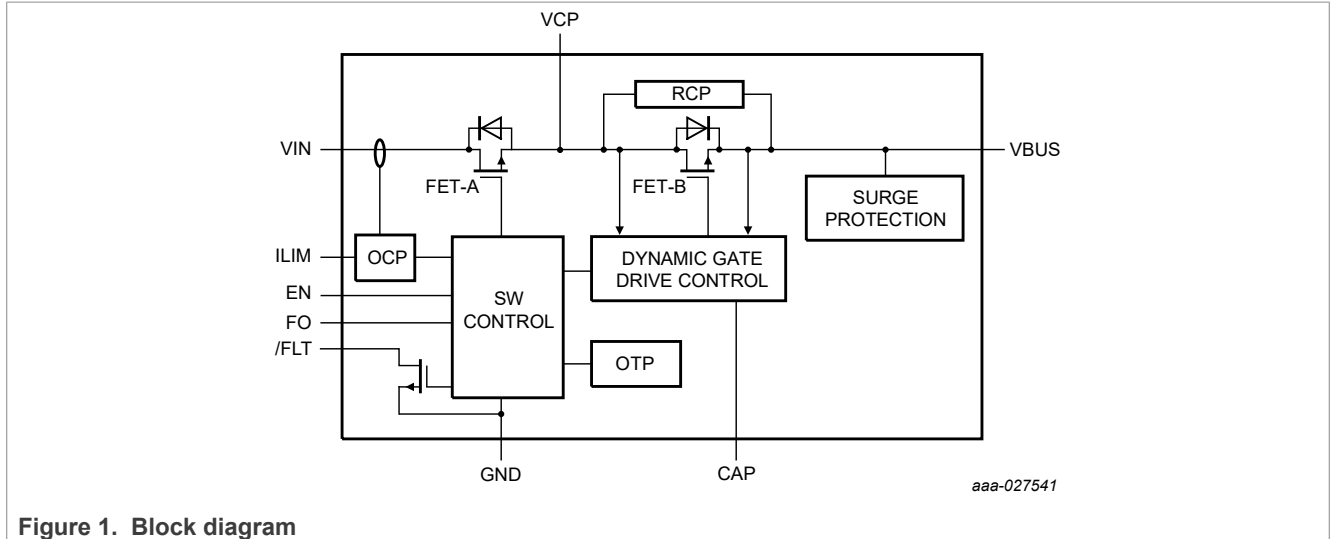 VCP
RCP
VIN
VBUS
FET-A
FET-B
SURGE
PROTECTION
ILIM
OCP
DYNAMIC GATE
DRIVE CONTROL
EN
SW
CONTROL
FO
/FLT
OTP
GND
CAP
aaa-027541
Figure 1. Block diagram